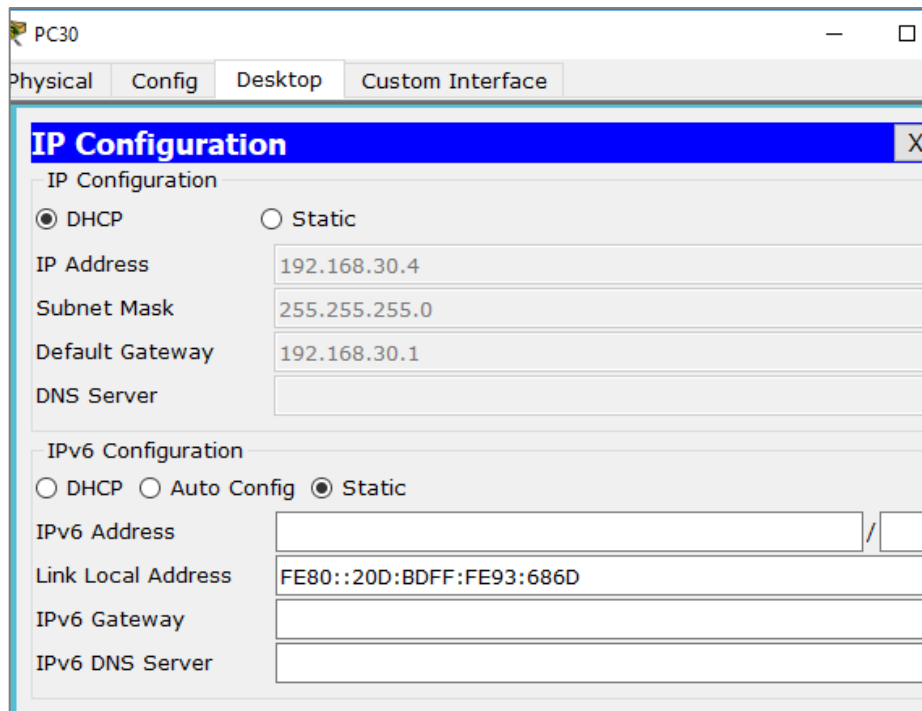 PC30
Physical Config Desktop Custom Interface
IP Configuration X
IP Configuration
DHCP Static
IP Address 192.168.30.4
Subnet Mask 255.255.255.0
Default Gateway 192.168.30.1
DNS Server
IPv6 Configuration
DHCP Auto Config Static
IPv6 Address /
Link Local Address FE80::20D:BDFF:FE93:686D
IPv6 Gateway
IPv6 DNS Server